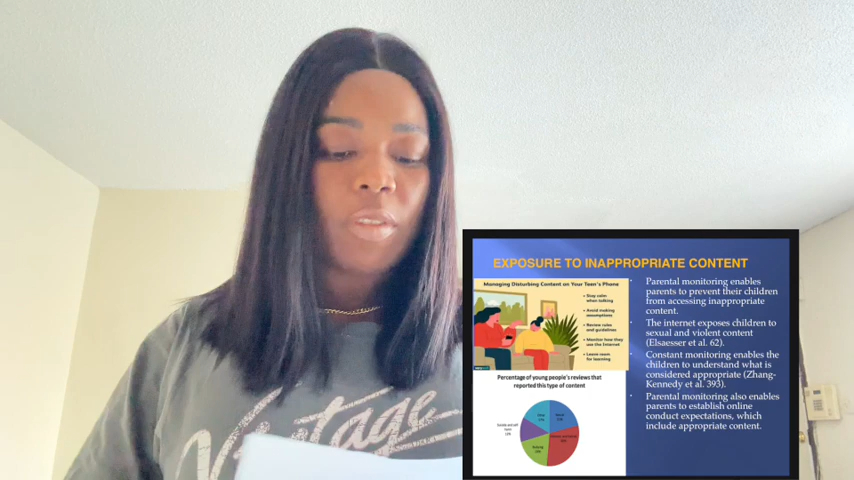 Vintage
EXPOSURE TO INAPPROPRIATE CONTENT
Managing Disturbing Content on Your Teen's Phone
• Stay calm
when talking
• Avoid making
assumptions
• Review rules
and guidelines
• Monitor how they
use the Internet
• Leave room
for learning
Percentage of young people's reviews that
reported this type of content
Parental monitoring enables
parents to prevent their children
from accessing inappropriate
content.
The internet exposes children to
sexual and violent content
(Elsaesser et al. 62).
Constant monitoring enables the
children to understand what is
considered appropriate (Zhang-
Kennedy et al. 393).
Parental monitoring also enables
parents to establish online
conduct expectations, which
include appropriate content.